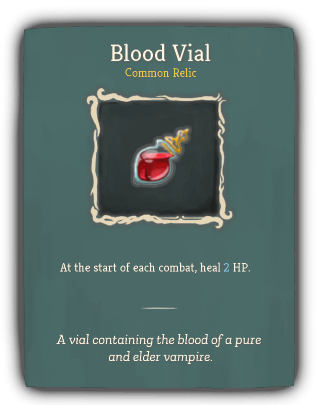 Blood Vial
Common Relic
At the start of each combat, heal 2 HP.
A vial containing the blood of a pure
and elder vampire.